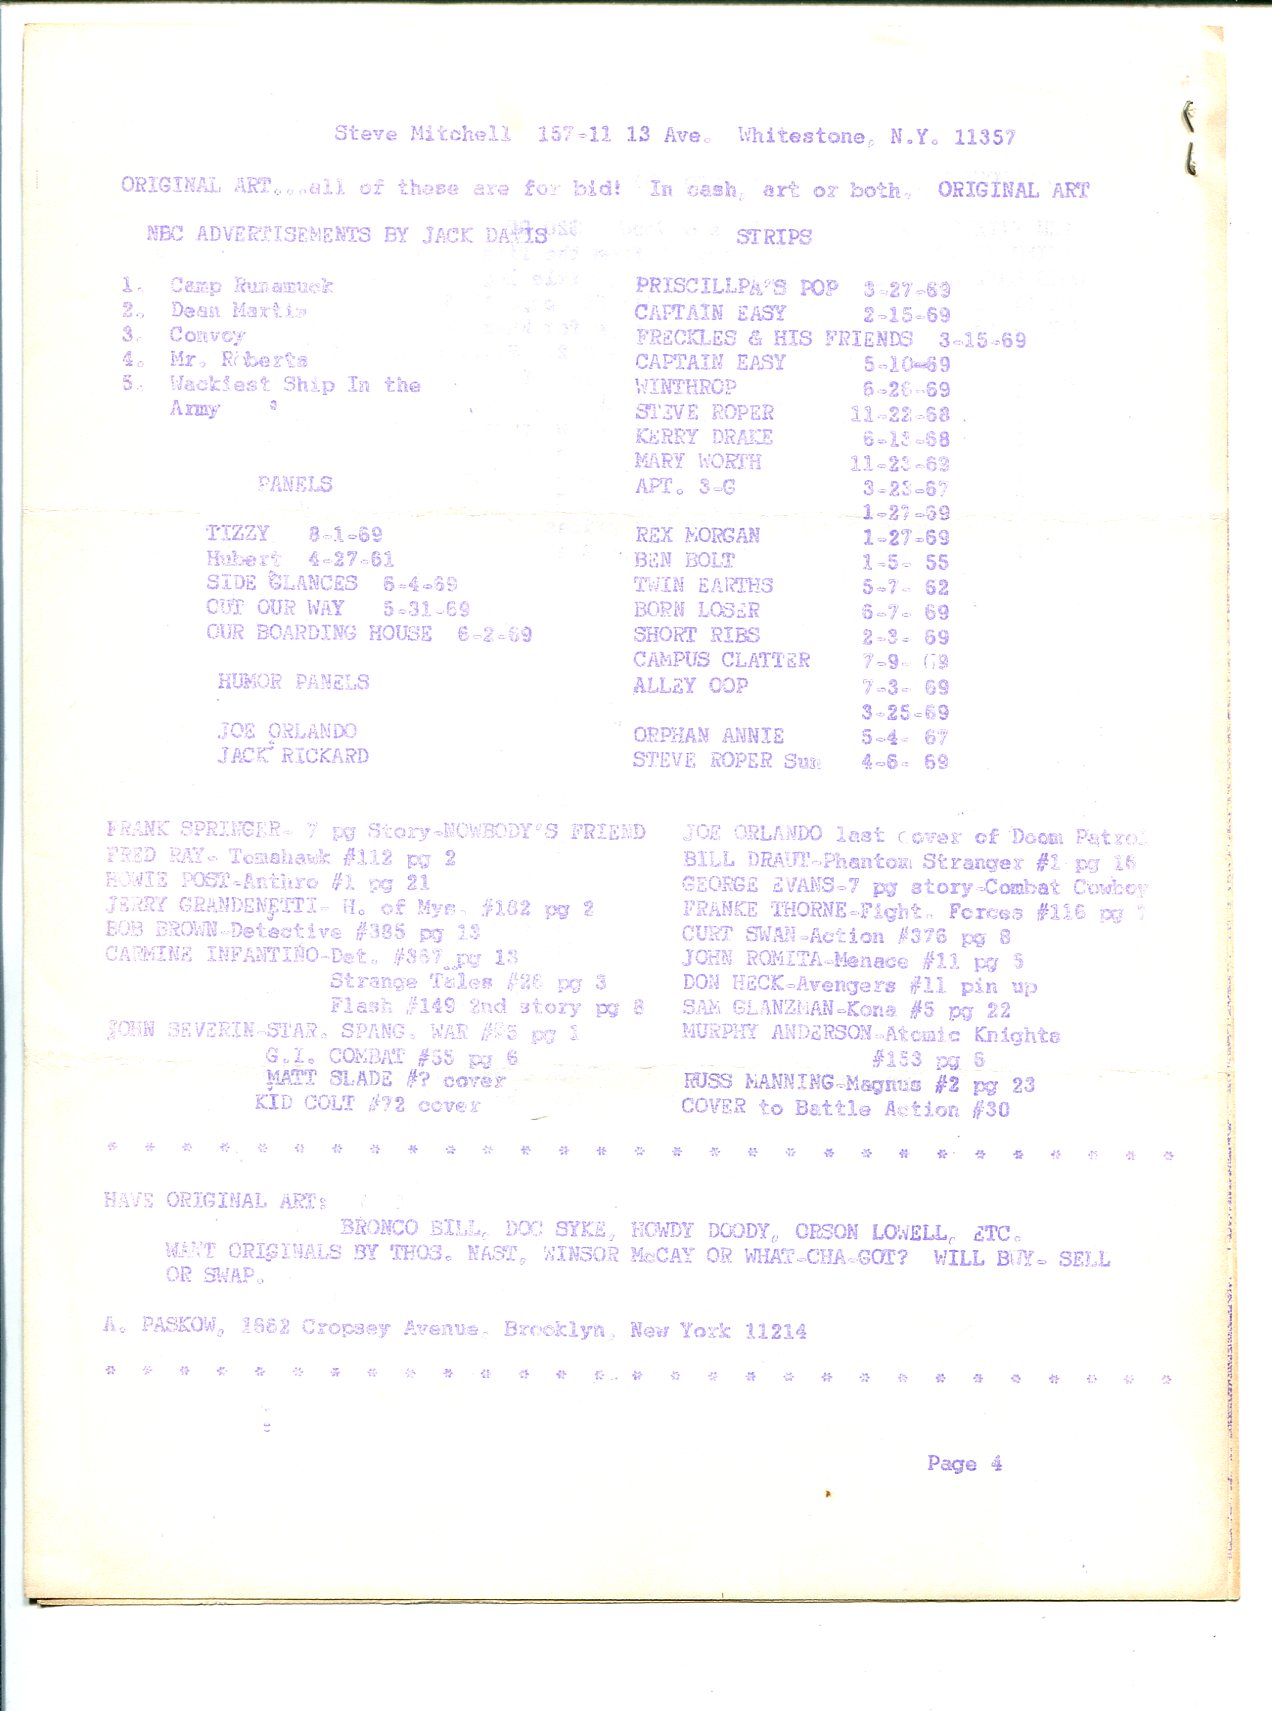 Steve Mitchell 157-11 13 Ave. Whitestone, N.Y. 11357
ORIGINAL ART...all of these are for bid! In cash, art or both. ORIGINAL ART
NBC ADVERTISEMENTS BY JACK DAVIS
1. Camp Runamuck
2. Dean Martin
3. Convoy
4. Mr. Roberts
5. Wackiest Ship In the
Army
PANELS
TIZZY 8-1-69
Hubert 4-27-61
SIDE GLANCES 6-4-69
OUT OUR WAY 5-31-69
OUR BOARDING HOUSE 6-2-69
HUMOR PANELS
JOE ORLANDO
JACK RICKARD
STRIPS
PRISCILLPA'S POP 3-27-69
CAPTAIN EASY 2-15-69
FRECKLES & HIS FRIENDS 3-15-69
CAPTAIN EASY 5-10-69
WINTHROP 6-26-69
STEVE ROPER 11-22-68
KERRY DRAKE 6-13-68
MARY WORTH 11-23-69
APT. 3-G 3-23-67
1-27-69
REX MORGAN 1-27-69
BEN BOLT 1-5- 55
TWIN EARTHS 5-7- 62
BORN LOSER 6-7- 69
SHORT RIBS 2-3- 69
CAMPUS CLATTER 7-9- 69
ALLEY OOP 7-3- 69
3-25-69
ORPHAN ANNIE 5-4- 67
STEVE ROPER Sun 4-6- 69
FRANK SPRINGER- 7 pg Story-NOWBODY'S FRIEND
FRED RAY- Tomahawk #112 pg 2
HOWIE POST-Anthro #1 pg 21
JERRY GRANDENETTI- H. of Mys. #182 pg 2
BOB BROWN-Detective #385 pg 13
CARMINE INFANTINO-Det. #367 pg 13
Strange Tales #26 pg 3
Flash #149 2nd story pg 8
JOHN SEVERIN-STAR. SPANG. WAR pg 1
G.I. COMBAT pg 6
MATT SLADE #? cover
KID COLT cover
JOE ORLANDO last cover of Doom Patrol
BILL DRAUT-Phantom Stranger #1 pg 16
GEORGE EVANS-7 pg story-Combat Cowboy
FRANKE THORNE-Fight. Forces #116 pg
CURT SWAN-Action #376 pg 8
JOHN ROMITA-Menace #11 pg 5
DON HECK-Avengers #11 pin up
SAM GLANZMAN-Kona #5 pg 22
MURPHY ANDERSON-Atomic Knights
#153 pg 6
RUSS MANNING-Magnus #2 pg 23
COVER to Battle Action #30
* * * * * * * * * * * * * * * * * * * * * * * * * * * * *
HAVE ORIGINAL ART:
BRONCO BILL, DOC SYKE, HOWDY DOODY, ORSON LOWELL, ETC.
WANT ORIGINALS BY THOS. NAST, WINSOR McCAY OR WHAT-CHA-GOT? WILL BUY- SELL
OR SWAP.
A. PASKOW, 1662 Cropsey Avenue, Brooklyn, New York 11214
* * * * * * * * * * * * * * * * * * * * * * * * * * * * *
Page 4